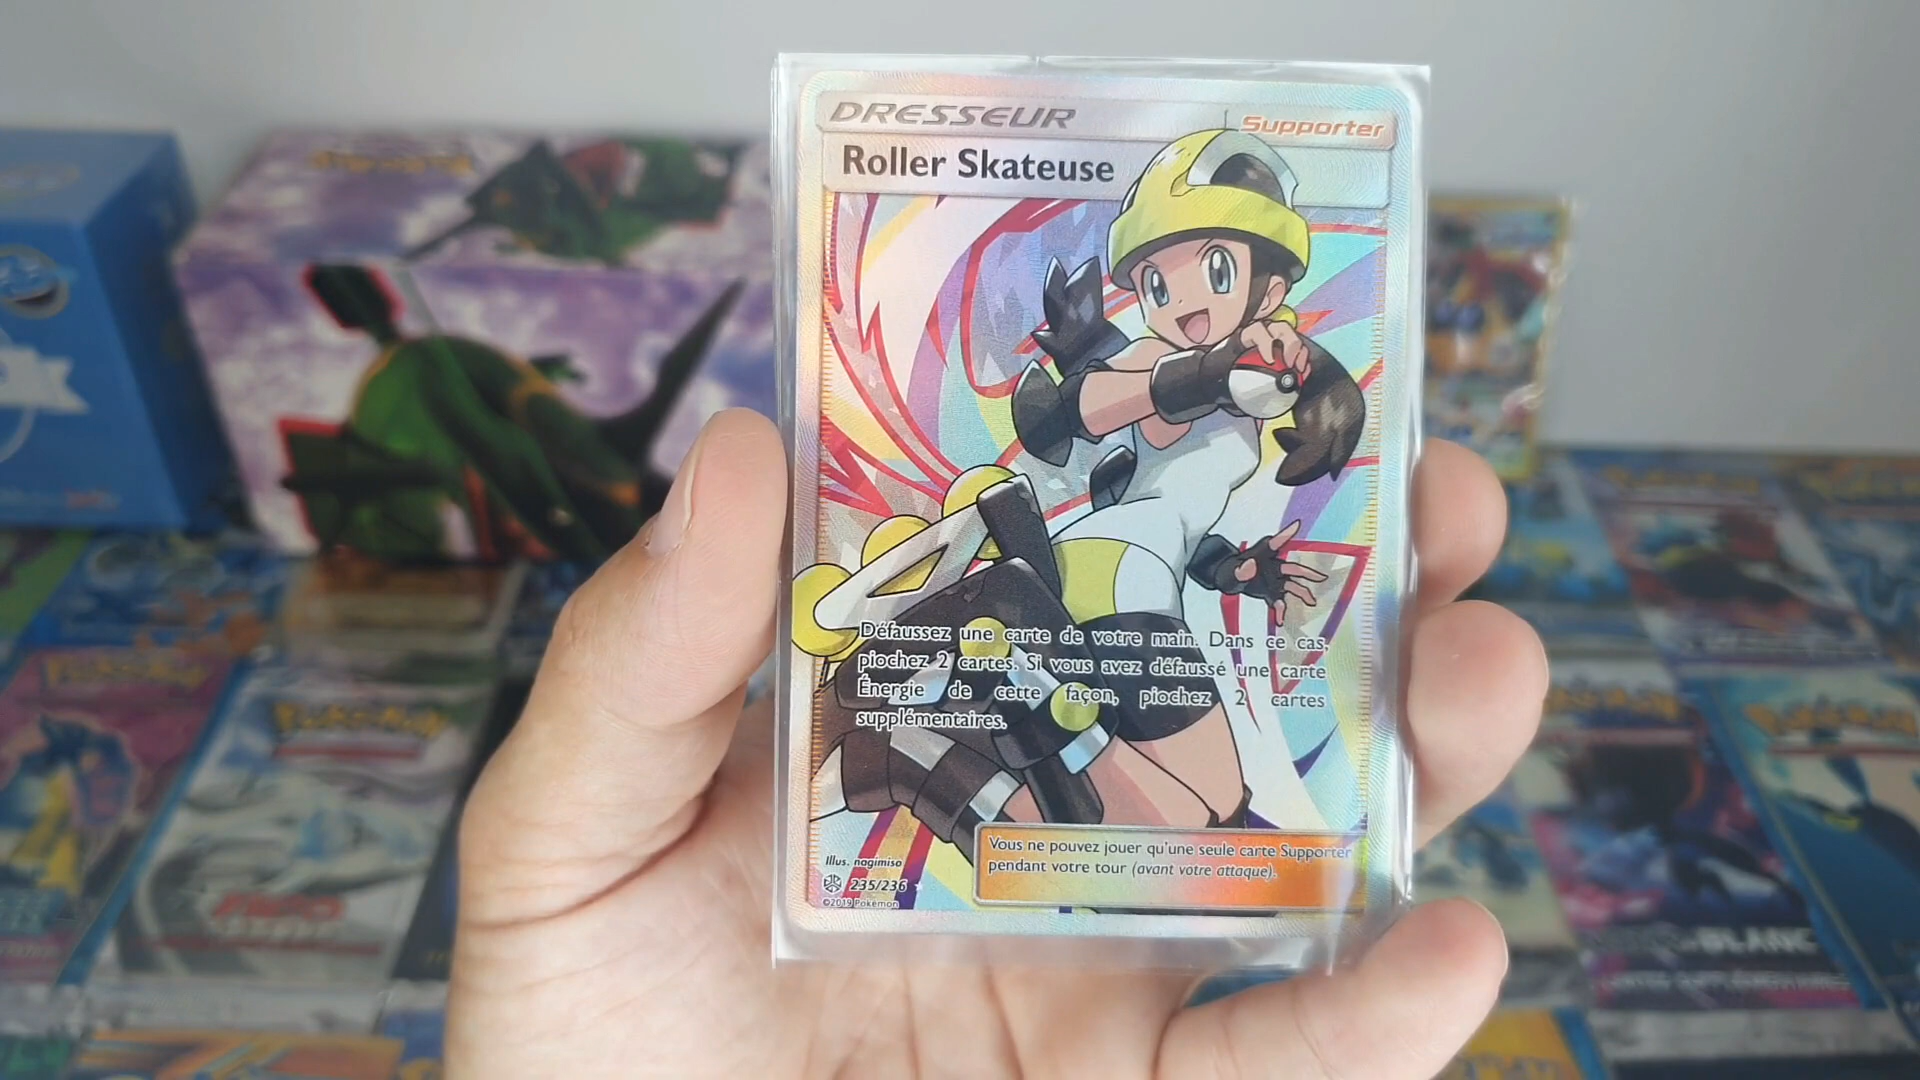 DRESSEUR
Supporter
Roller Skateuse
Défaussez une carte de votre main. Dans ce cas,
piochez 2 cartes. Si vous avez défaussé une carte
Énergie de cette façon, piochez 2 cartes
supplémentaires.
Vous ne pouvez jouer qu'une seule carte Supporter
pendant votre tour (avant votre attaque).
Illus. nagimiso
235/236
©2019 Pokémon